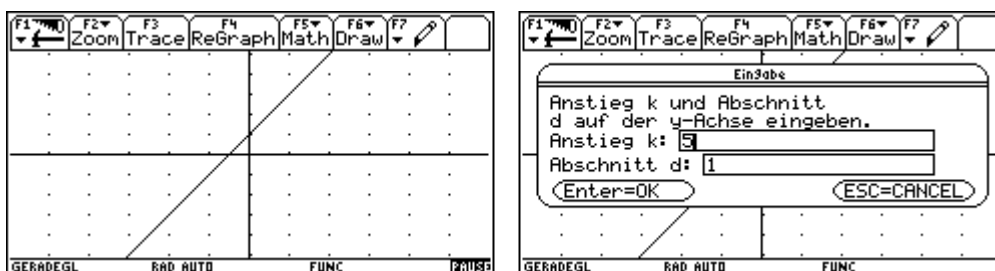 F1 F2 F3 F4 F5 F6 F7
Zoom Trace ReGraph Math Draw
GERADEGL RAD AUTO FUNC PAUSE
F1 F2 F3 F4 F5 F6 F7
Zoom Trace ReGraph Math Draw
Eingabe
Anstieg k und Abschnitt
d auf der y-Achse eingeben.
Anstieg k: 5
Abschnitt d: 1
Enter=OK ESC=CANCEL
GERADEGL RAD AUTO FUNC